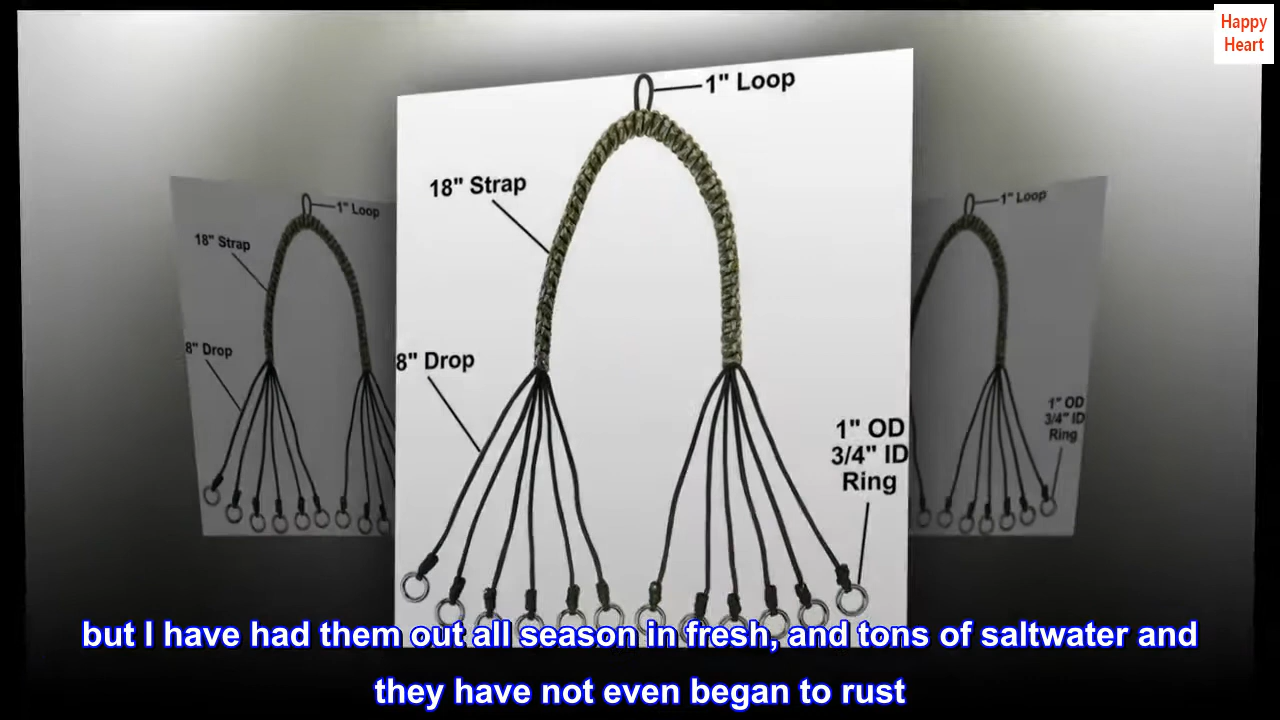 Happy
Heart
1" Loop
18" Strap
8" Drop
1" OD
3/4" ID
Ring
1" Loop
18" Strap
8" Drop
1" Loop
1" OD
3/4" ID
Ring
but I have had them out all season in fresh, and tons of saltwater and
they have not even began to rust